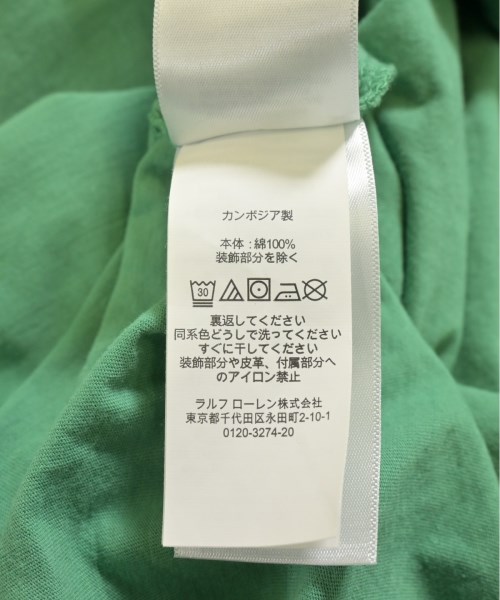 カンボジア製
本体 : 綿100%
装飾部分を除く
30
裏返してください
同系色どうしで洗ってください
すぐに干してください
装飾部分や皮革、付属部分へ
のアイロン禁止
ラルフ ローレン株式会社
東京都千代田区永田町2-10-1
0120-3274-20